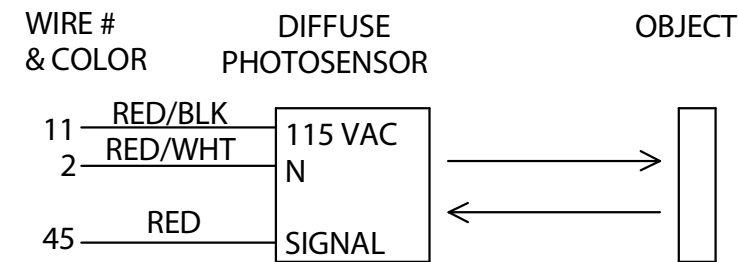 WIRE #
& COLOR
DIFFUSE
PHOTOSENSOR
OBJECT
11 RED/BLK 115 VAC
2 RED/WHT N
45 RED SIGNAL